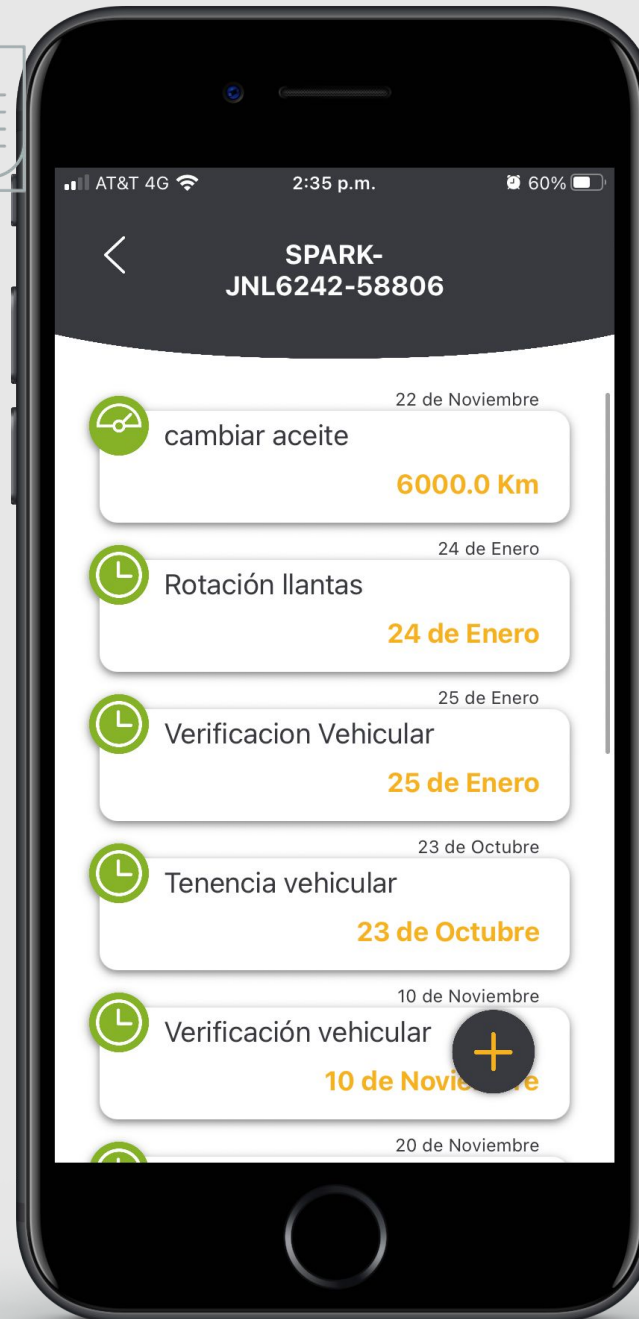 AT&T 4G
2:35 p.m.
60%
SPARK-
JNL6242-58806
22 de Noviembre
cambiar aceite
6000.0 Km
24 de Enero
Rotación llantas
24 de Enero
25 de Enero
Verificacion Vehicular
25 de Enero
23 de Octubre
Tenencia vehicular
23 de Octubre
10 de Noviembre
Verificación vehicular
10 de Novie e
20 de Noviembre